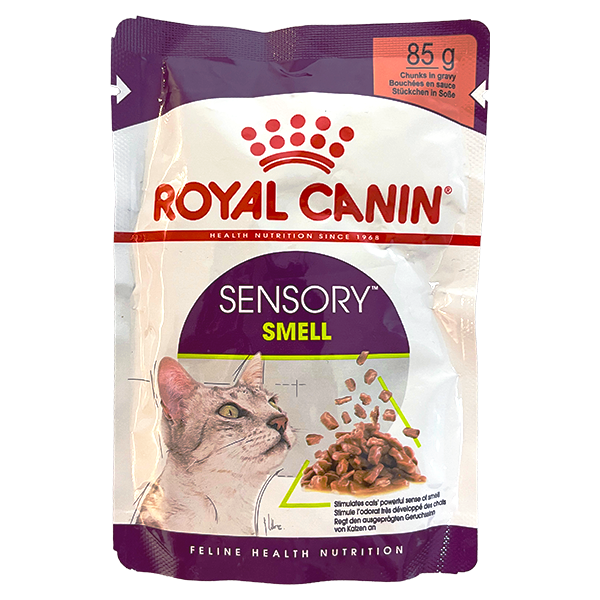 85 g
Chunks in gravy
Bouchées en sauce
Stückchen in Soße
ROYAL CANIN®
HEALTH NUTRITION SINCE 1968
SENSORY™
SMELL
Stimulates cats' powerful sense of smell
Stimule l'odorat très développé des chats
Regt den ausgeprägten Geruchssinn
von Katzen an
FELINE HEALTH NUTRITION